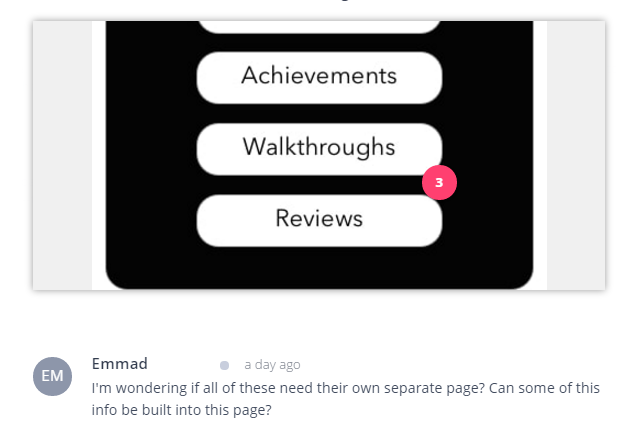 Achievements
Walkthroughs
3
Reviews
EM
Emmad
a day ago
I'm wondering if all of these need their own separate page? Can some of this
info be built into this page?